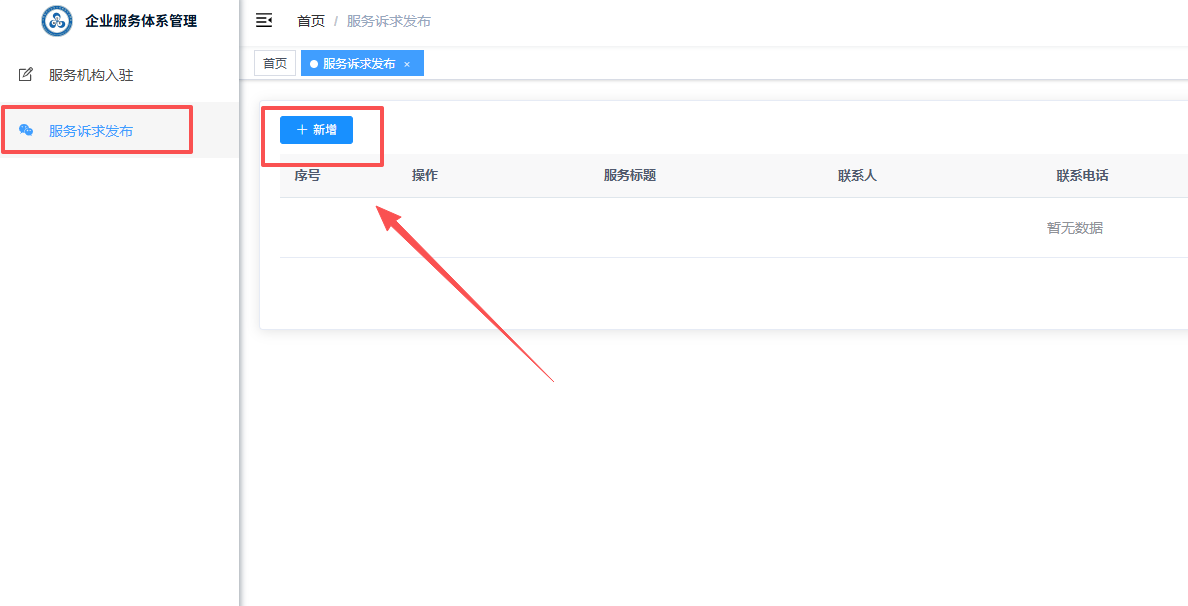 企业服务体系管理
首页 / 服务诉求发布
服务机构入驻
首页 服务诉求发布 ×
服务诉求发布
+ 新增
序号 操作 服务标题 联系人 联系电话
暂无数据